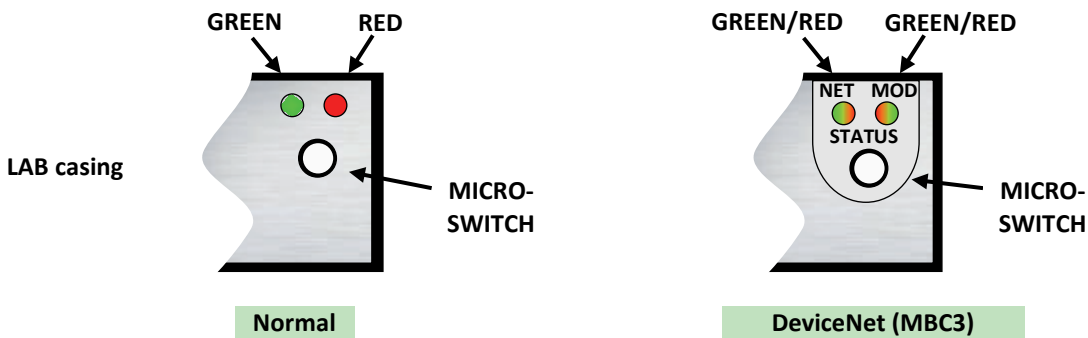 GREEN RED
GREEN/RED GREEN/RED
NET MOD
STATUS
LAB casing
MICRO-
SWITCH
MICRO-
SWITCH
Normal
DeviceNet (MBC3)